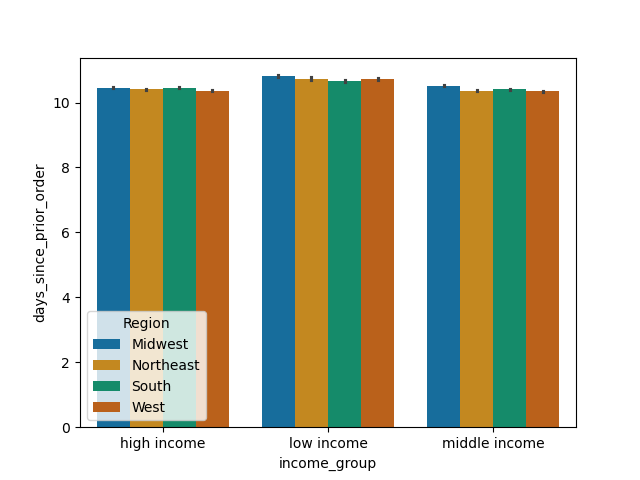 10
8
6
4
2
0
days_since_prior_order
Region
Midwest
Northeast
South
West
high income
low income
middle income
income_group